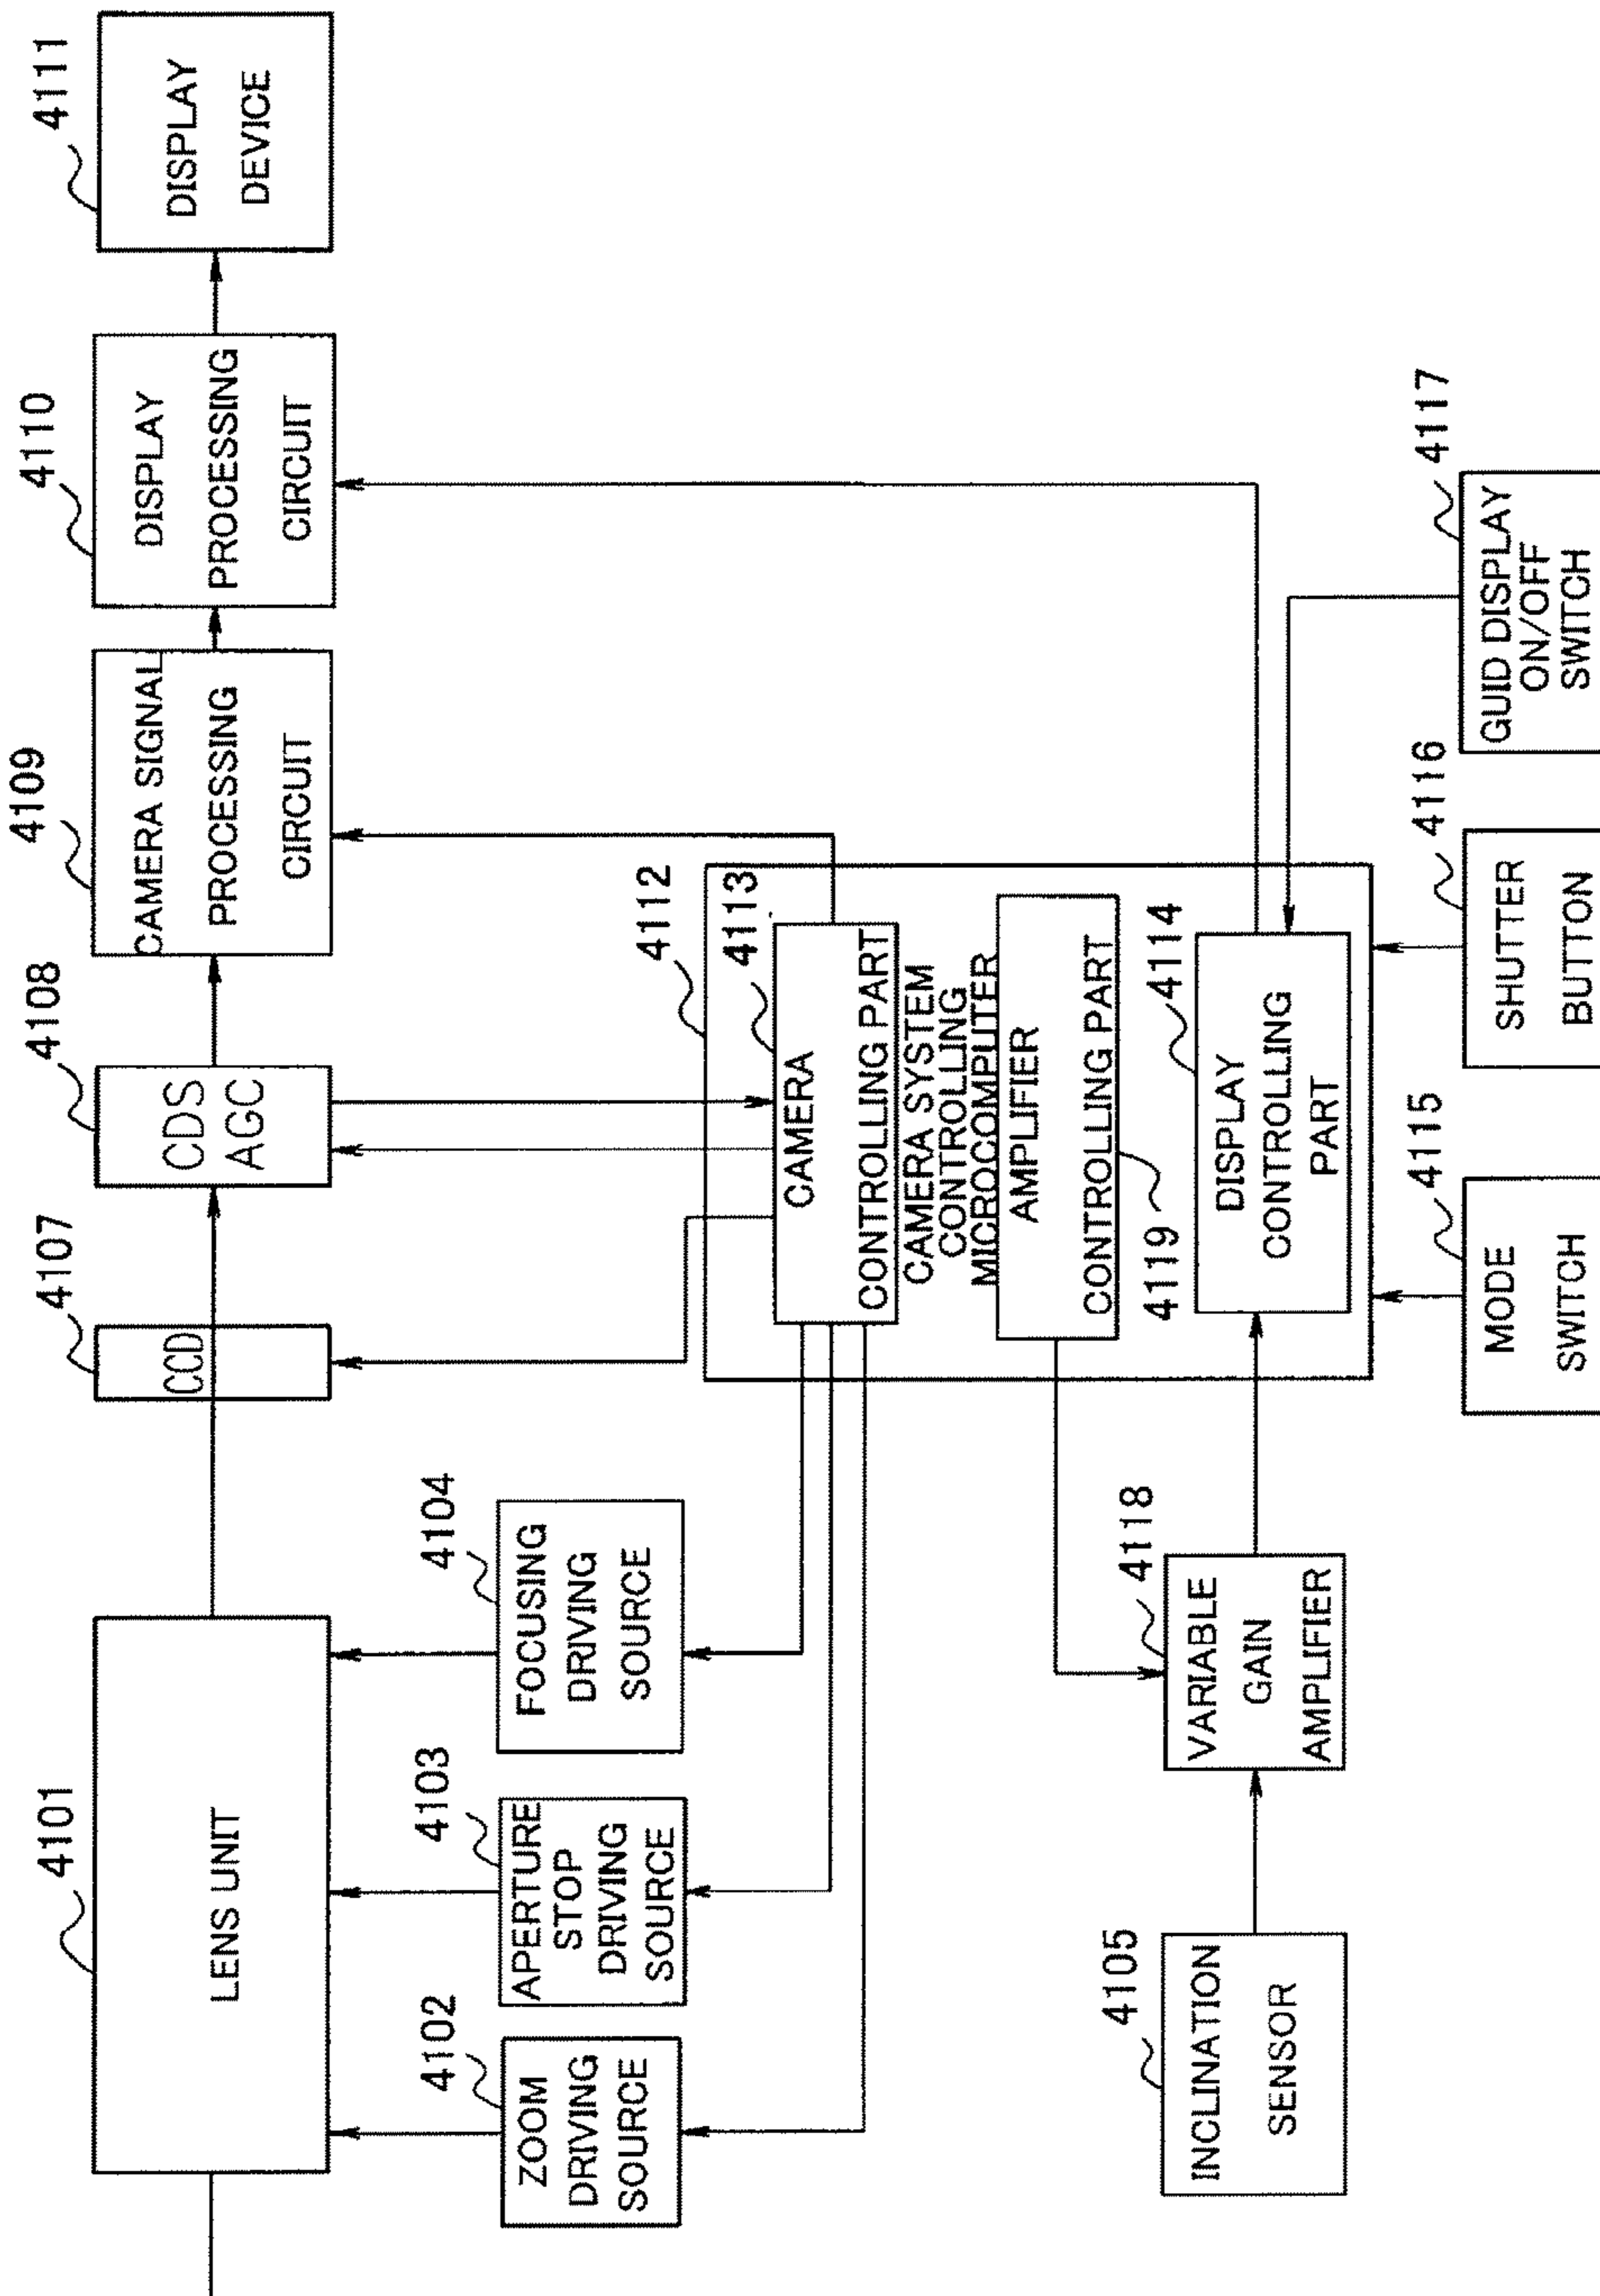 4101
LENS UNIT
4107
CCD
4108
CDS
AGC
4109
CAMERA SIGNAL
PROCESSING
CIRCUIT
4110
DISPLAY
PROCESSING
CIRCUIT
4111
DISPLAY
DEVICE
4102
ZOOM
DRIVING
SOURCE
4103
APERTURE
STOP
DRIVING
SOURCE
4104
FOCUSING
DRIVING
SOURCE
4112
4113
CAMERA
CONTROLLING PART
CAMERA SYSTEM
CONTROLLING
MICROCOMPUTER
AMPLIFIER
CONTROLLING PART
4119
4114
DISPLAY
CONTROLLING
PART
4105
INCLINATION
SENSOR
4118
VARIABLE
GAIN
AMPLIFIER
4115
MODE
SWITCH
4116
SHUTTER
BUTTON
4117
GUID DISPLAY
ON/OFF
SWITCH